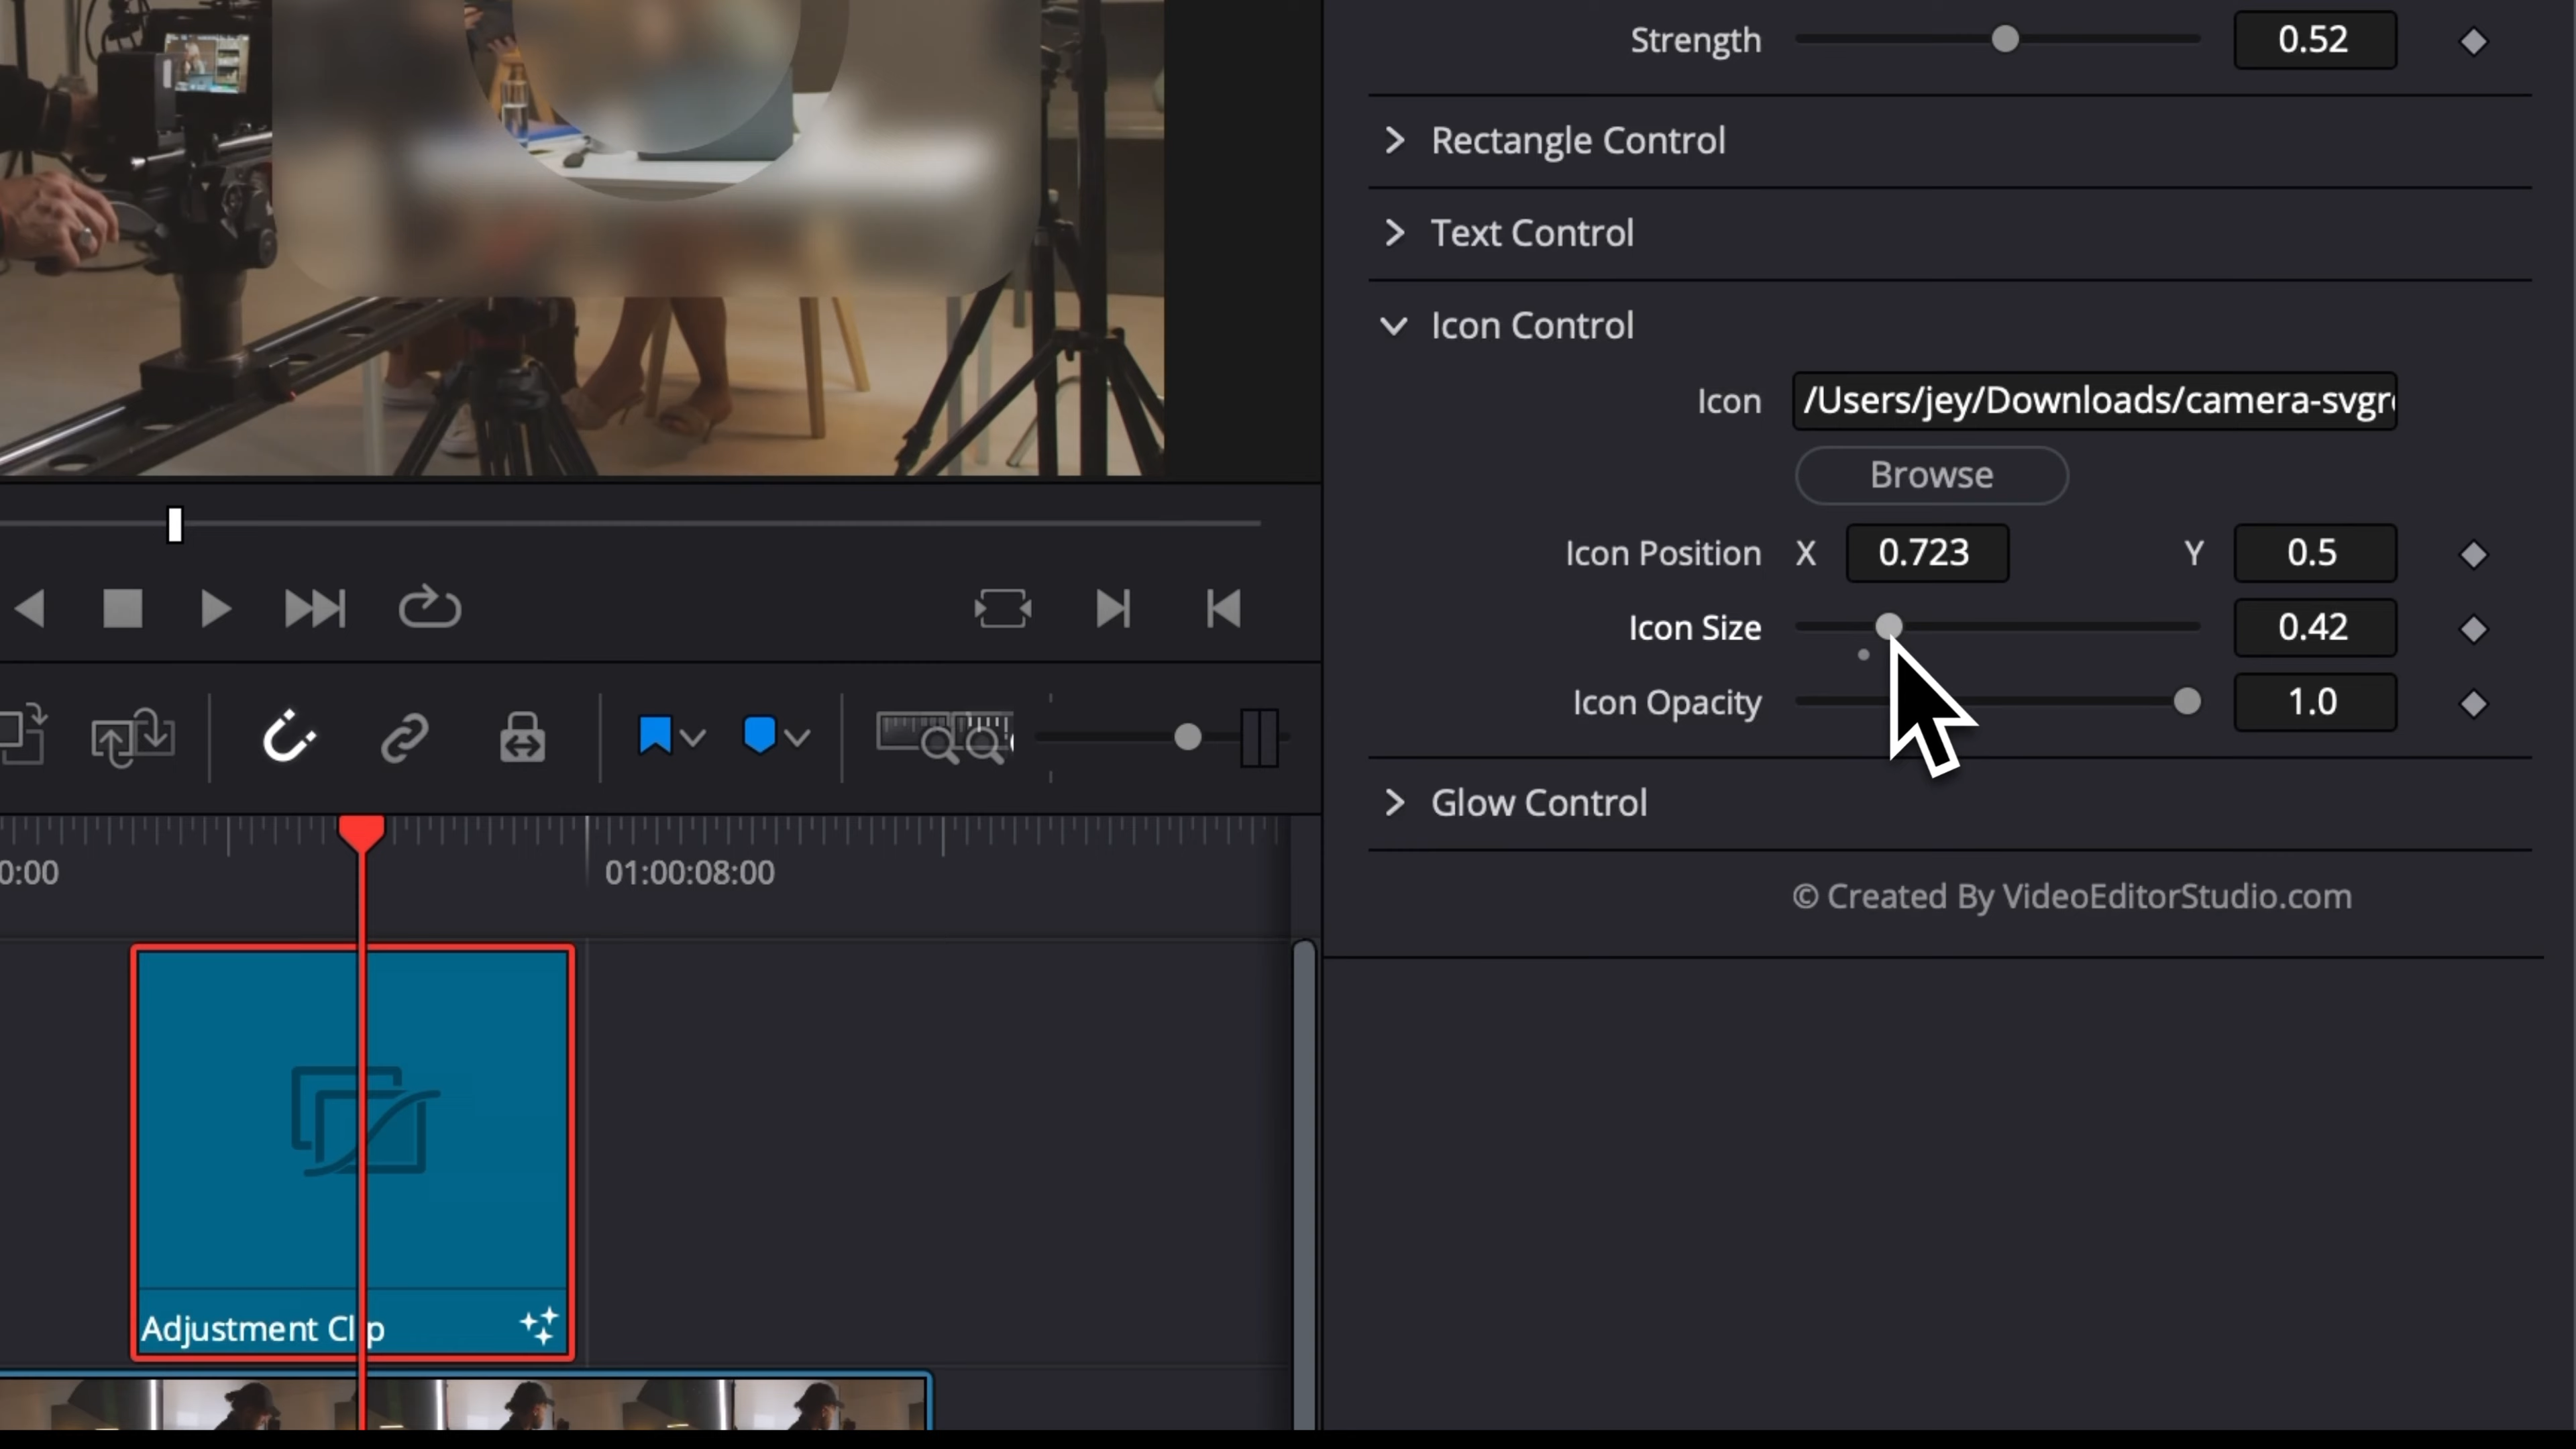 Strength 0.52
Rectangle Control
Text Control
Icon Control
Icon /Users/jey/Downloads/camera-svgr
Browse
Icon Position X 0.723 Y 0.5
Icon Size 0.42
Icon Opacity 1.0
Glow Control
© Created By VideoEditorStudio.com
0:00
01:00:08:00
Adjustment Clip